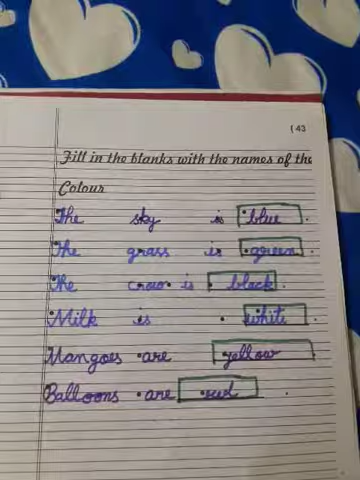 ( 43
Fill in the blanks with the names of the
Colour
The sky is blue .
The grass is green .
The crow is black .
Milk is white .
Mangoes are yellow
Balloons are red .